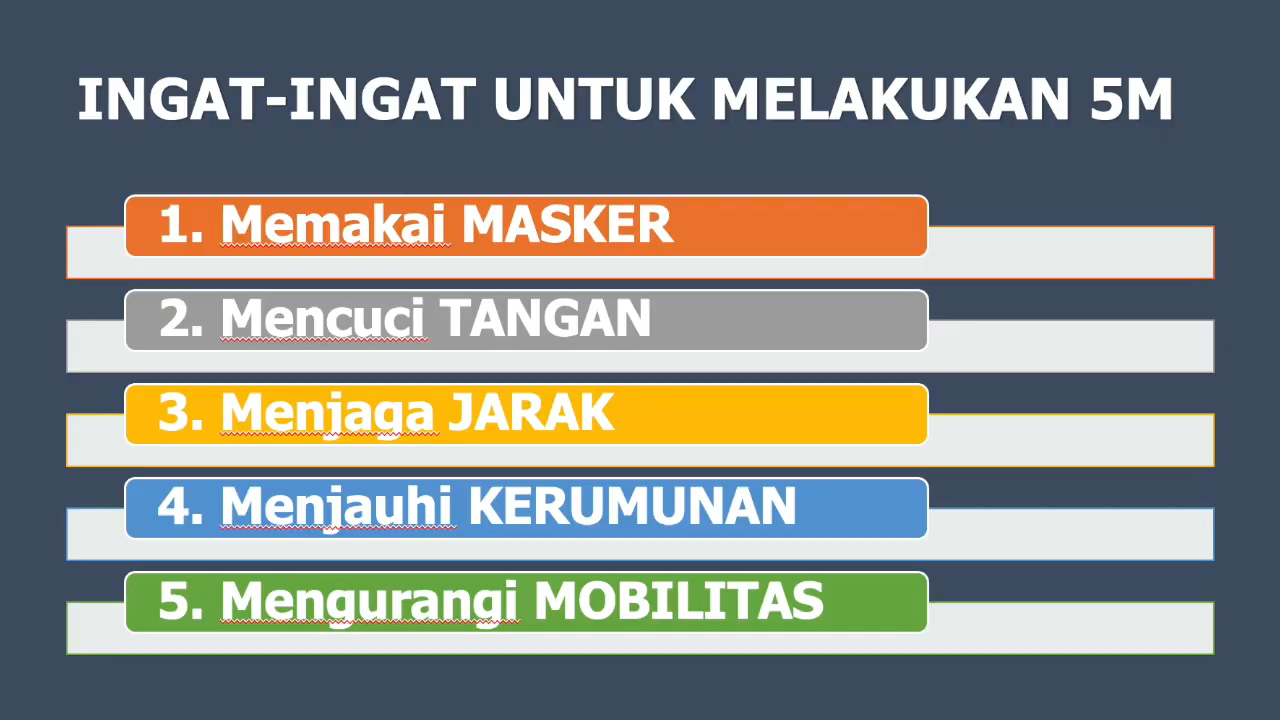 INGAT-INGAT UNTUK MELAKUKAN 5M
1. Memakai MASKER
2. Mencuci TANGAN
3. Menjaga JARAK
4. Menjauhi KERUMUNAN
5. Mengurangi MOBILITAS